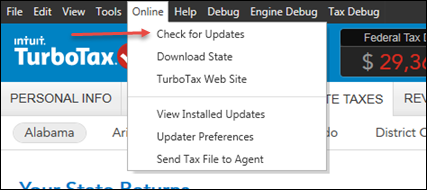 File Edit View Tools Online Help Debug Engine Debug Tax Debug
intuit.
TurboTax
Federal Tax D
$ 29,36
Check for Updates
Download State
TurboTax Web Site
View Installed Updates
Updater Preferences
Send Tax File to Agent
PERSONAL INFO
TE TAXES
REV
Alabama
Ari
do
District C
Your State Returns